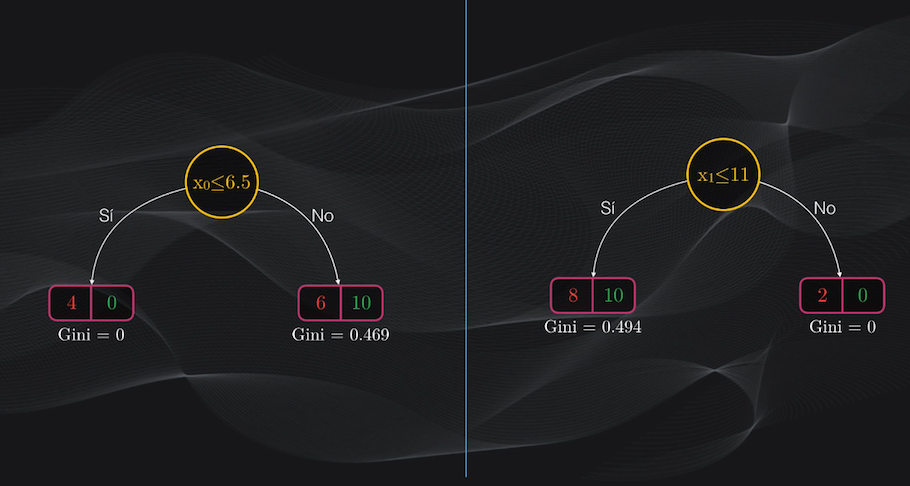 x₀≤6.5
Sí
No
4 0
6 10
Gini = 0
Gini = 0.469
x₁≤11
Sí
No
8 10
2 0
Gini = 0.494
Gini = 0